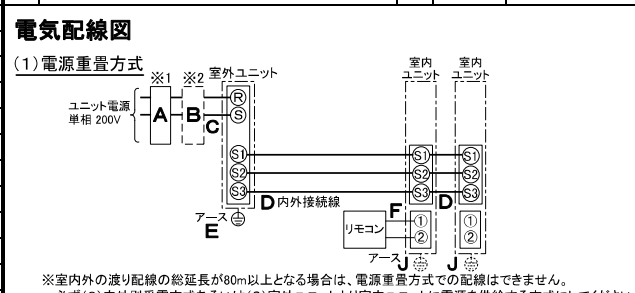 電気配線図
(1)電源重畳方式
※1 ※2 室外ユニット
室内 ユニット
室内 ユニット
ユニット電源
単相 200V
A
B
C
R
S
S1 S1 S1
S2 S2 S2
S3 S3 S3
D 内外接続線
D
アース
E
F
リモコン
① ①
② ②
アース J J
※室内外の渡り配線の総延長が80m以上となる場合は、電源重畳方式での配線はできません。